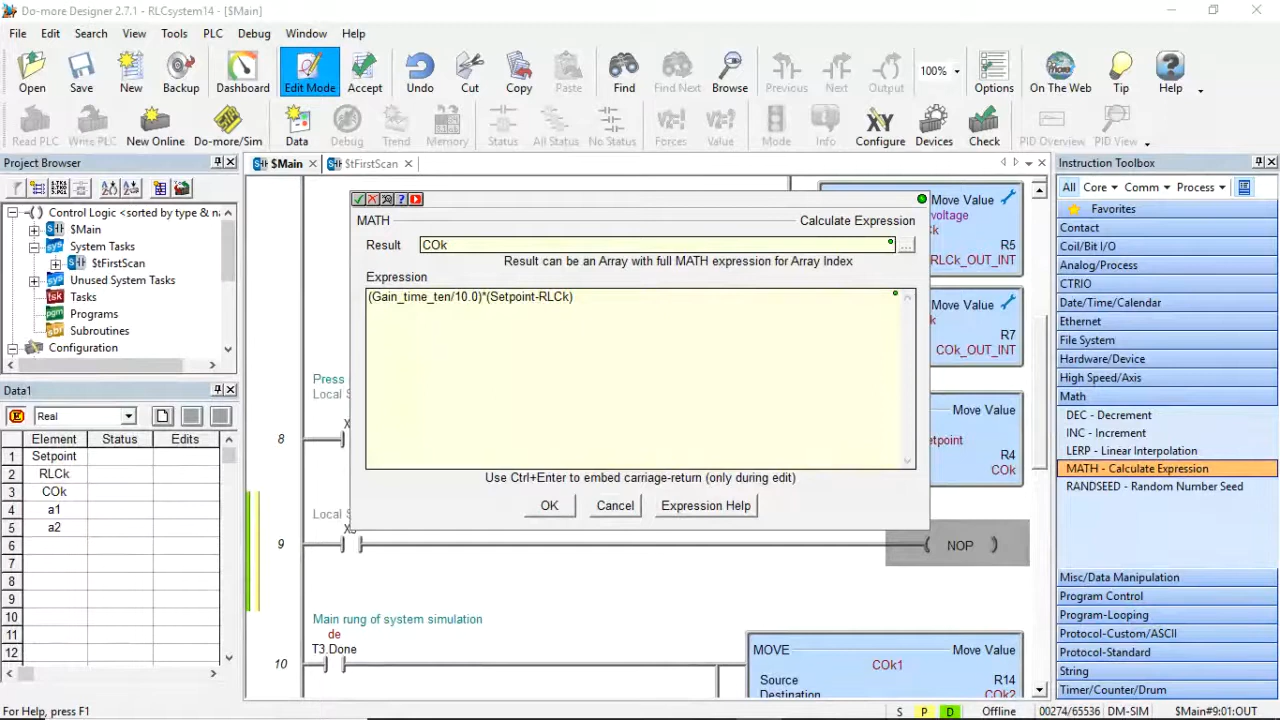 Do-more Designer 2.7.1 - RLCsystem14 - [$Main]
File Edit Search View Tools PLC Debug Window Help
Open Save New Backup Dashboard Edit Mode Accept Undo Cut Copy Paste Find Find Next Browse Previous Next Output 100% Options On The Web Tip Help
Read PLC Write PLC New Online Do-more/Sim Data Debug Trend Memory Status All Status No Status Forces Value Mode Info Configure Devices Check PID Overview PID View
Project Browser
$Main
$tFirstScan
Instruction Toolbox
All Core Comm Process
Control Logic <sorted by type & na
$Main
System Tasks
$tFirstScan
Unused System Tasks
Tasks
Programs
Subroutines
Configuration
Data1
Real
Element Status Edits
1 Setpoint
2 RLCk
3 COk
4 a1
5 a2
6
7
8
9
10
11
12
MATH Calculate Expression
Result COk
Result can be an Array with full MATH expression for Array Index
Expression
(Gain_time_ten/10.0)*(Setpoint-RLCk)
Use Ctrl+Enter to embed carriage-return (only during edit)
OK Cancel Expression Help
Move Value
voltage
R5
RLCk_OUT_INT
Move Value
R7
COk_OUT_INT
Press
Local
8
Move Value
etpoint
R4
COk
Local
9
NOP
Main rung of system simulation
de
T3.Done
10
MOVE Move Value
COk1
Source R14
Destination COk2
Favorites
Contact
Coil/Bit I/O
Analog/Process
CTRIO
Date/Time/Calendar
Ethernet
File System
Hardware/Device
High Speed/Axis
Math
DEC - Decrement
INC - Increment
LERP - Linear Interpolation
MATH - Calculate Expression
RANDSEED - Random Number Seed
Misc/Data Manipulation
Program Control
Program-Looping
Protocol-Custom/ASCII
Protocol-Standard
String
Timer/Counter/Drum
For Help, press F1
S P D Offline 00274/65536 DM-SIM $Main#9:01:OUT